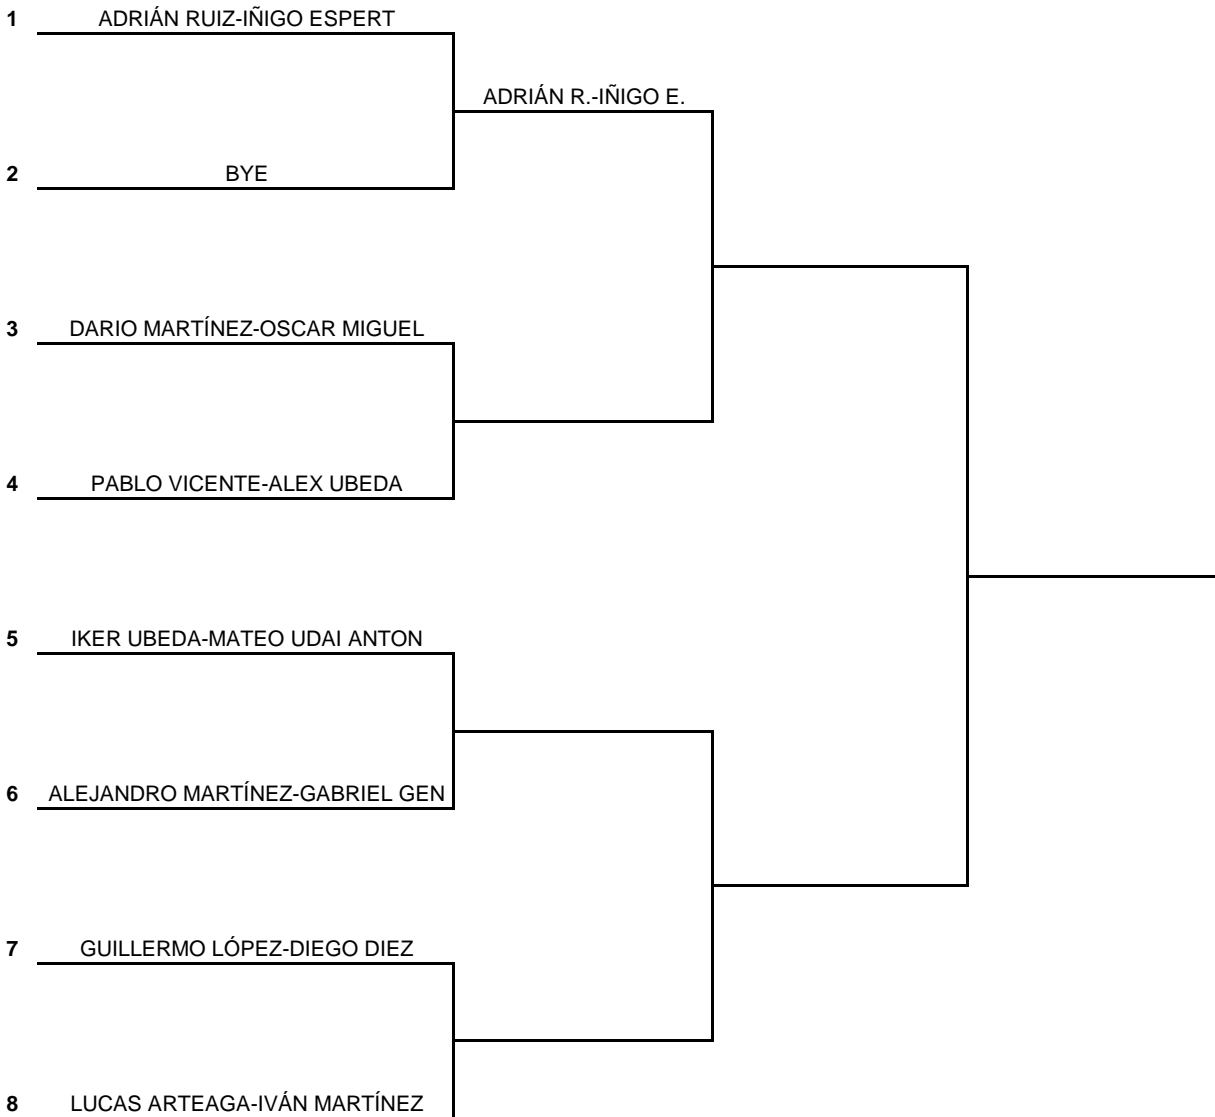 1 ADRIÁN RUIZ-IÑIGO ESPERT
ADRIÁN R.-IÑIGO E.
2 BYE
3 DARIO MARTÍNEZ-OSCAR MIGUEL
4 PABLO VICENTE-ALEX UBEDA
5 IKER UBEDA-MATEO UDAI ANTON
6 ALEJANDRO MARTÍNEZ-GABRIEL GEN
7 GUILLERMO LÓPEZ-DIEGO DIEZ
8 LUCAS ARTEAGA-IVÁN MARTÍNEZ